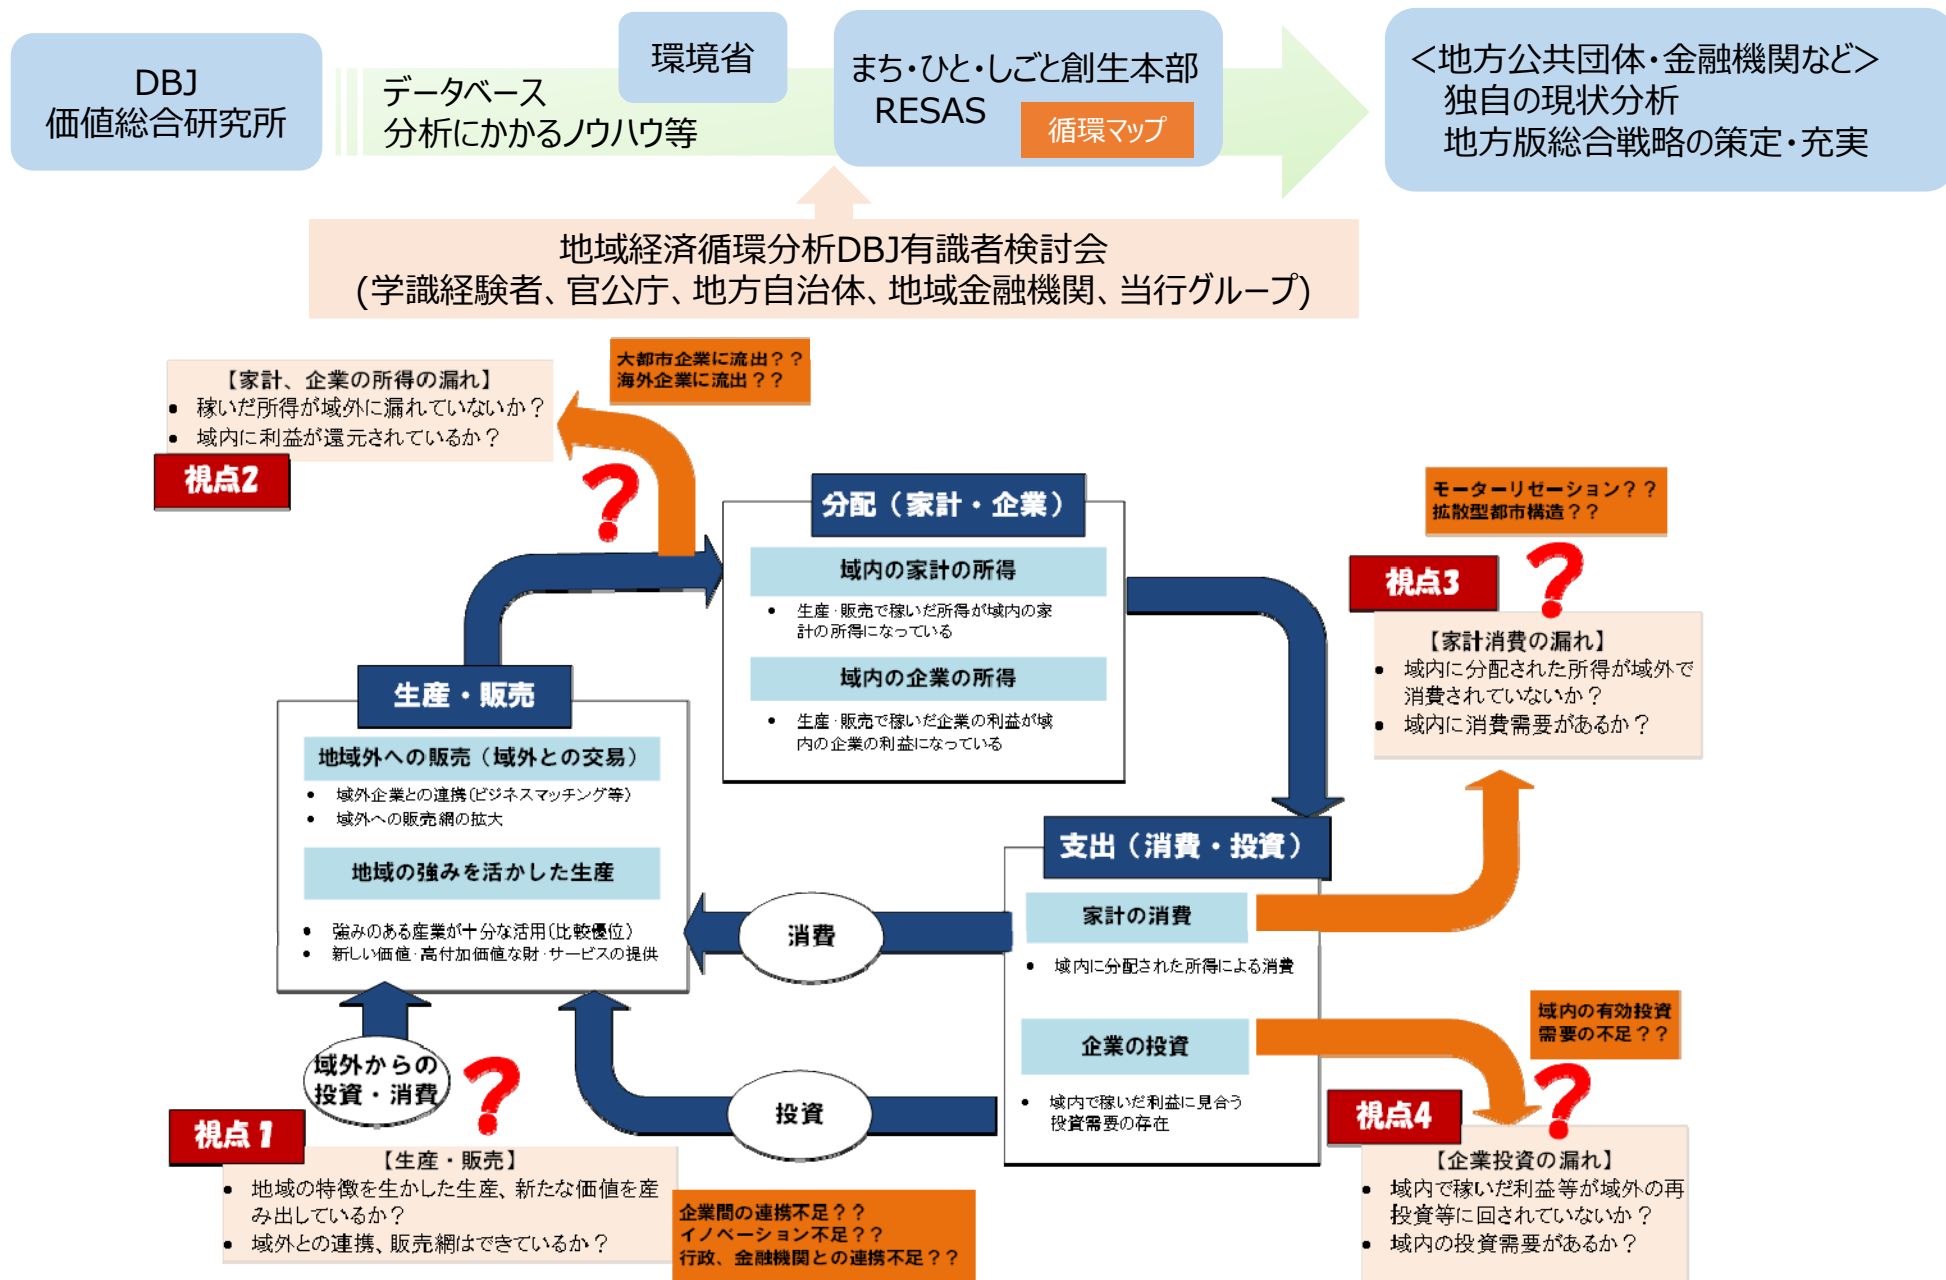 DBJ
価値総合研究所
データベース
分析にかかるノウハウ等
環境省
まち・ひと・しごと創生本部
RESAS
循環マップ
＜地方公共団体・金融機関など＞
独自の現状分析
地方版総合戦略の策定・充実
地域経済循環分析DBJ有識者検討会
(学識経験者、官公庁、地方自治体、地域金融機関、当行グループ)
【家計、企業の所得の漏れ】
• 稼いだ所得が域外に漏れていないか？
• 域内に利益が還元されているか？
視点2
大都市企業に流出？？
海外企業に流出？？
?
分配（家計・企業）
域内の家計の所得
• 生産・販売で稼いだ所得が域内の家
計の所得になっている
域内の企業の所得
• 生産・販売で稼いだ企業の利益が域
内の企業の利益になっている
モーターリゼーション？？
拡散型都市構造？？
?
視点3
【家計消費の漏れ】
• 域内に分配された所得が域外で
消費されていないか？
• 域内に消費需要があるか？
生産・販売
地域外への販売（域外との交易）
• 域外企業との連携（ビジネスマッチング等）
• 域外への販売網の拡大
地域の強みを活かした生産
• 強みのある産業が十分な活用（比較優位）
• 新しい価値・高付加価値な財・サービスの提供
支出（消費・投資）
家計の消費
• 域内に分配された所得による消費
企業の投資
• 域内で稼いだ利益に見合う
投資需要の存在
消費
投資
域外からの
投資・消費
?
視点1
【生産・販売】
• 地域の特徴を生かした生産、新たな価値を産
み出しているか？
• 域外との連携、販売網はできているか？
企業間の連携不足？？
イノベーション不足？？
行政、金融機関との連携不足？？
域内の有効投資
需要の不足？？
?
視点4
【企業投資の漏れ】
• 域内で稼いだ利益等が域外の再
投資等に回されていないか？
• 域内の投資需要があるか？